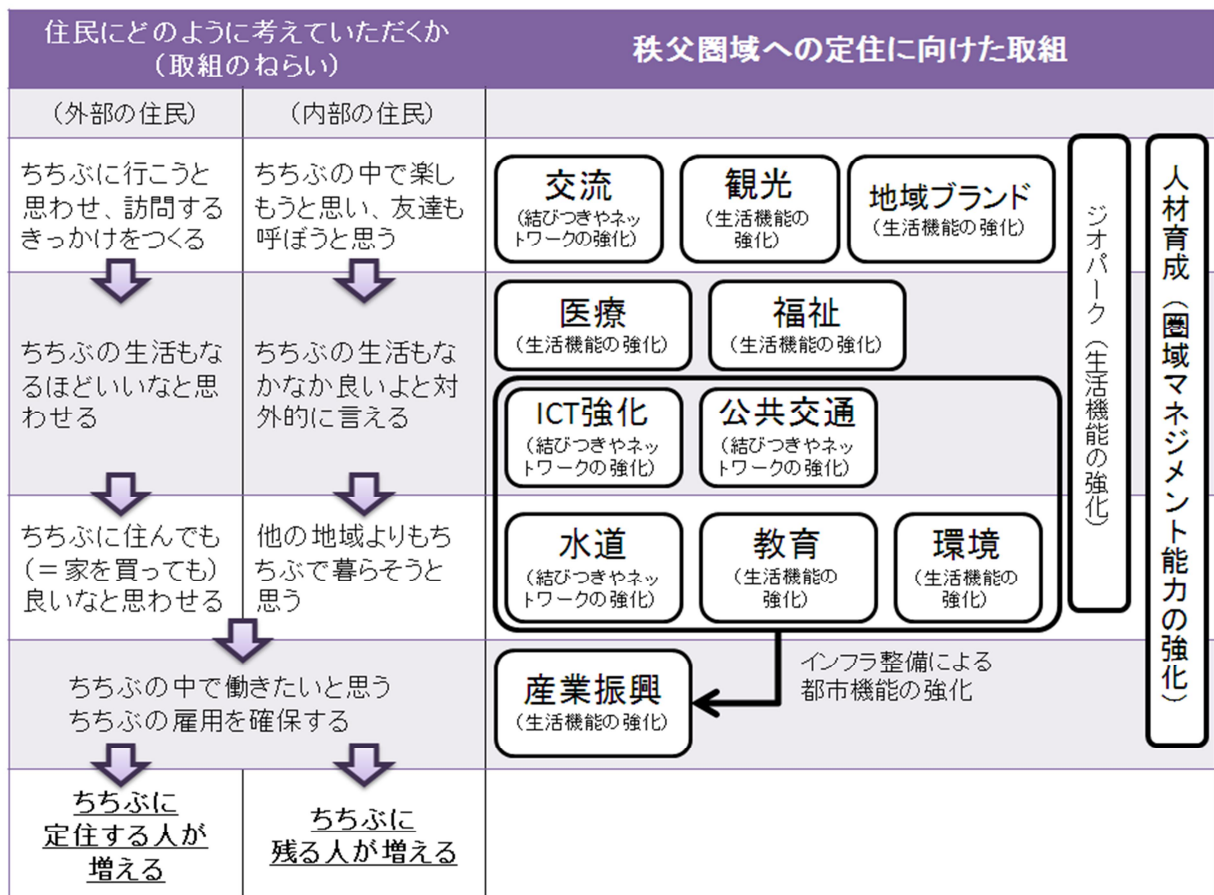 住民にどのように考えていただくか
（取組のねらい）
秩父圏域への定住に向けた取組
（外部の住民）
（内部の住民）
ちちぶに行こうと
思わせ、訪問する
きっかけをつくる
ちちぶの中で楽し
もうと思い、友達も
呼ぼうと思う
交流
（結びつきやネッ
トワークの強化）
観光
（生活機能の
強化）
地域ブランド
（生活機能の強化）
ジオパーク（生活機能の強化）
人材育成（圏域マネジメント能力の強化）
ちちぶの生活もな
るほどいいなと思
わせる
ちちぶの生活もな
かなか良いよと対
外的に言える
医療
（生活機能の強化）
福祉
（生活機能の強化）
ICT強化
（結びつきやネッ
トワークの強化）
公共交通
（結びつきやネッ
トワークの強化）
ちちぶに住んでも
（＝家を買っても）
良いなと思わせる
他の地域よりもち
ちぶで暮らそうと
思う
水道
（結びつきやネッ
トワークの強化）
教育
（生活機能の
強化）
環境
（生活機能の
強化）
ちちぶの中で働きたいと思う
ちちぶの雇用を確保する
産業振興
（生活機能の強化）
インフラ整備による
都市機能の強化
ちちぶに
定住する人が
増える
ちちぶに
残る人が増える